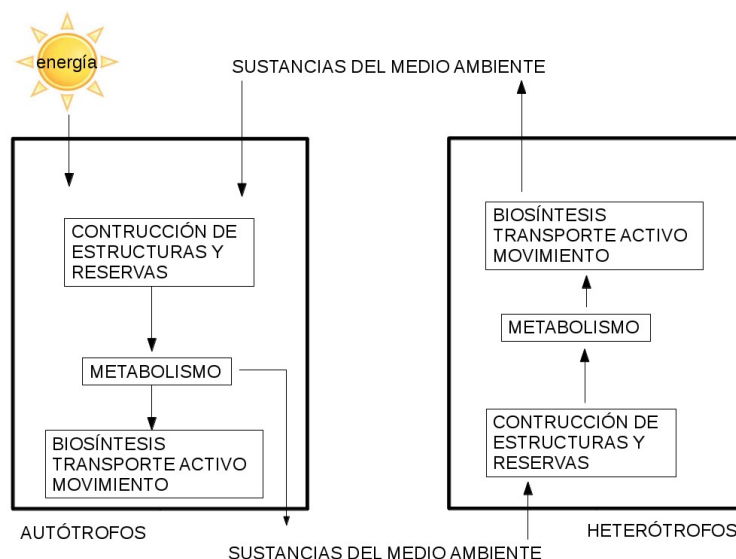 energía
SUSTANCIAS DEL MEDIO AMBIENTE
CONTRUCCIÓN DE
ESTRUCTURAS Y
RESERVAS
METABOLISMO
BIOSÍNTESIS
TRANSPORTE ACTIVO
MOVIMIENTO
AUTÓTROFOS
BIOSÍNTESIS
TRANSPORTE ACTIVO
MOVIMIENTO
METABOLISMO
CONTRUCCIÓN DE
ESTRUCTURAS Y
RESERVAS
HETERÓTROFOS
SUSTANCIAS DEL MEDIO AMBIENTE